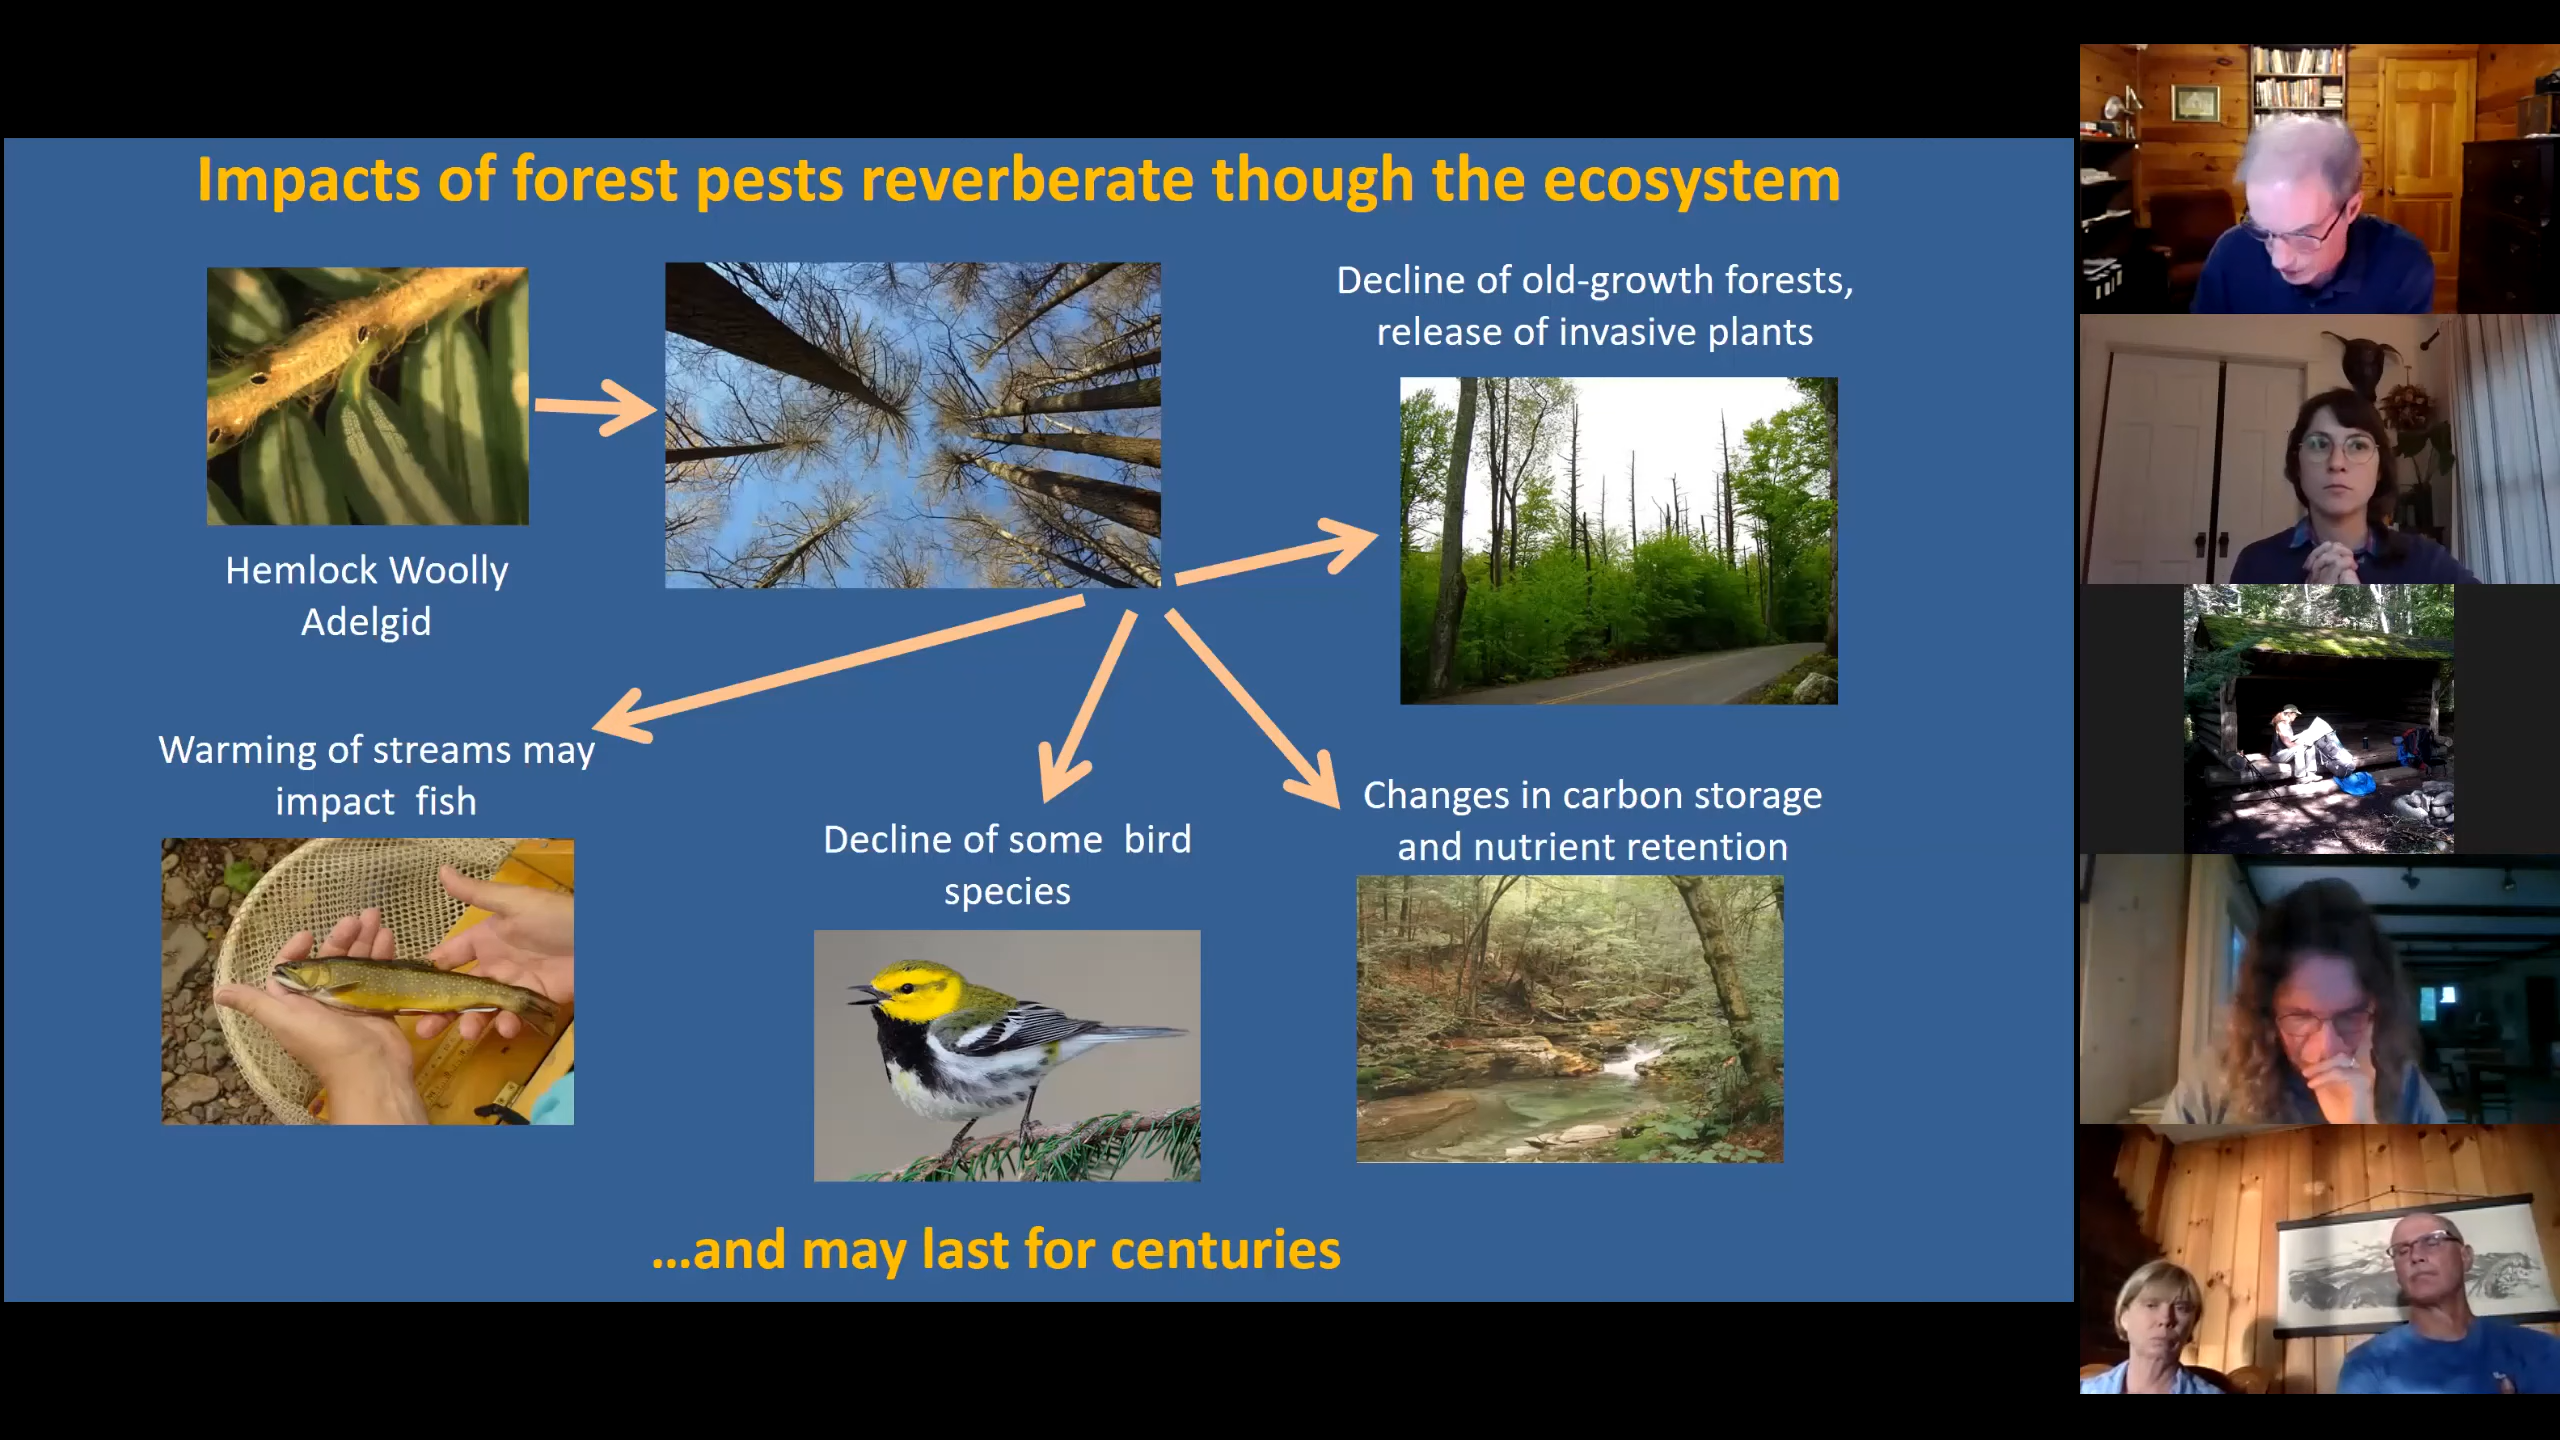 Impacts of forest pests reverberate though the ecosystem
Hemlock Woolly
Adelgid
Decline of old-growth forests,
release of invasive plants
Warming of streams may
impact  fish
Decline of some  bird
species
Changes in carbon storage
and nutrient retention
...and may last for centuries